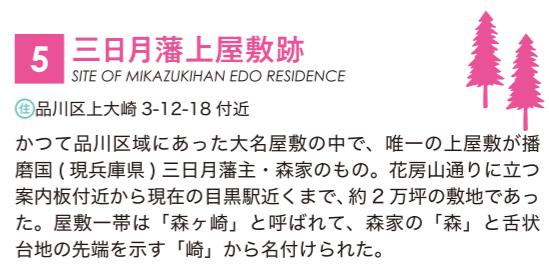 5
三日月藩上屋敷跡
SITE OF MIKAZUKIHAN EDO RESIDENCE
住 品川区上大崎 3-12-18 付近
かつて品川区域にあった大名屋敷の中で、唯一の上屋敷が播
磨国 ( 現兵庫県 ) 三日月藩主・森家のもの。花房山通りに立つ
案内板付近から現在の目黒駅近くまで、約 2 万坪の敷地であっ
た。屋敷一帯は「森ヶ崎」と呼ばれて、森家の「森」と舌状
台地の先端を示す「崎」から名付けられた。